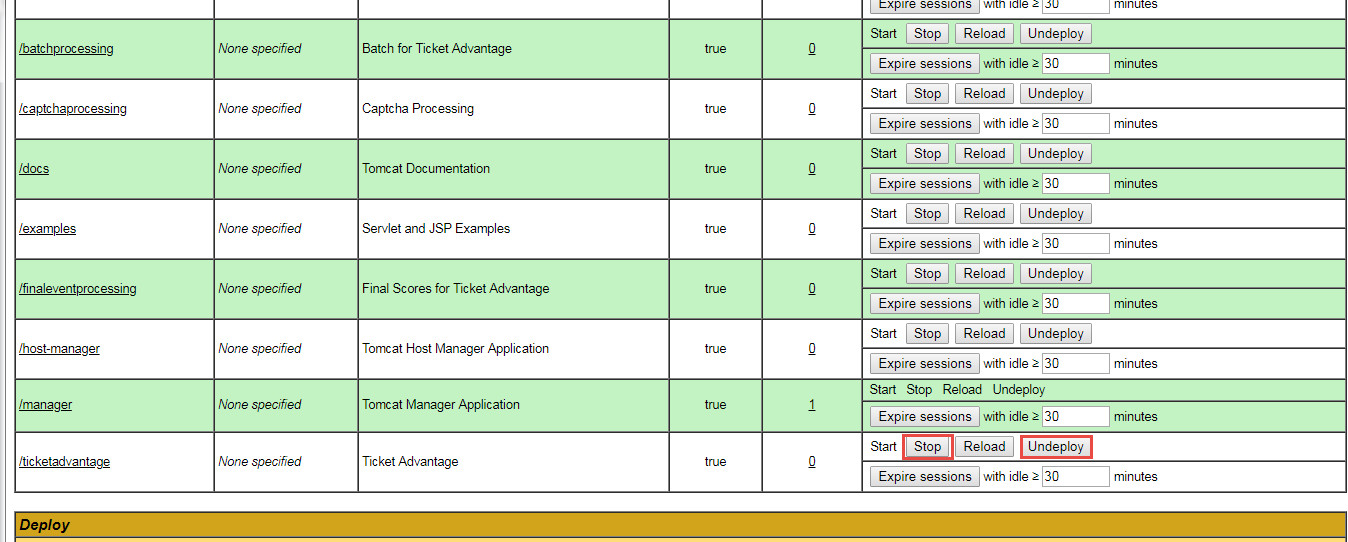 Expire sessions with idle ≥ 30 minutes
/batchprocessing None specified Batch for Ticket Advantage true 0 Start Stop Reload Undeploy
Expire sessions with idle ≥ 30 minutes
/captchaprocessing None specified Captcha Processing true 0 Start Stop Reload Undeploy
Expire sessions with idle ≥ 30 minutes
/docs None specified Tomcat Documentation true 0 Start Stop Reload Undeploy
Expire sessions with idle ≥ 30 minutes
/examples None specified Servlet and JSP Examples true 0 Start Stop Reload Undeploy
Expire sessions with idle ≥ 30 minutes
/finaleventprocessing None specified Final Scores for Ticket Advantage true 0 Start Stop Reload Undeploy
Expire sessions with idle ≥ 30 minutes
/host-manager None specified Tomcat Host Manager Application true 0 Start Stop Reload Undeploy
Expire sessions with idle ≥ 30 minutes
/manager None specified Tomcat Manager Application true 1 Start Stop Reload Undeploy
Expire sessions with idle ≥ 30 minutes
/ticketadvantage None specified Ticket Advantage true 0 Start Stop Reload Undeploy
Expire sessions with idle ≥ 30 minutes
Deploy